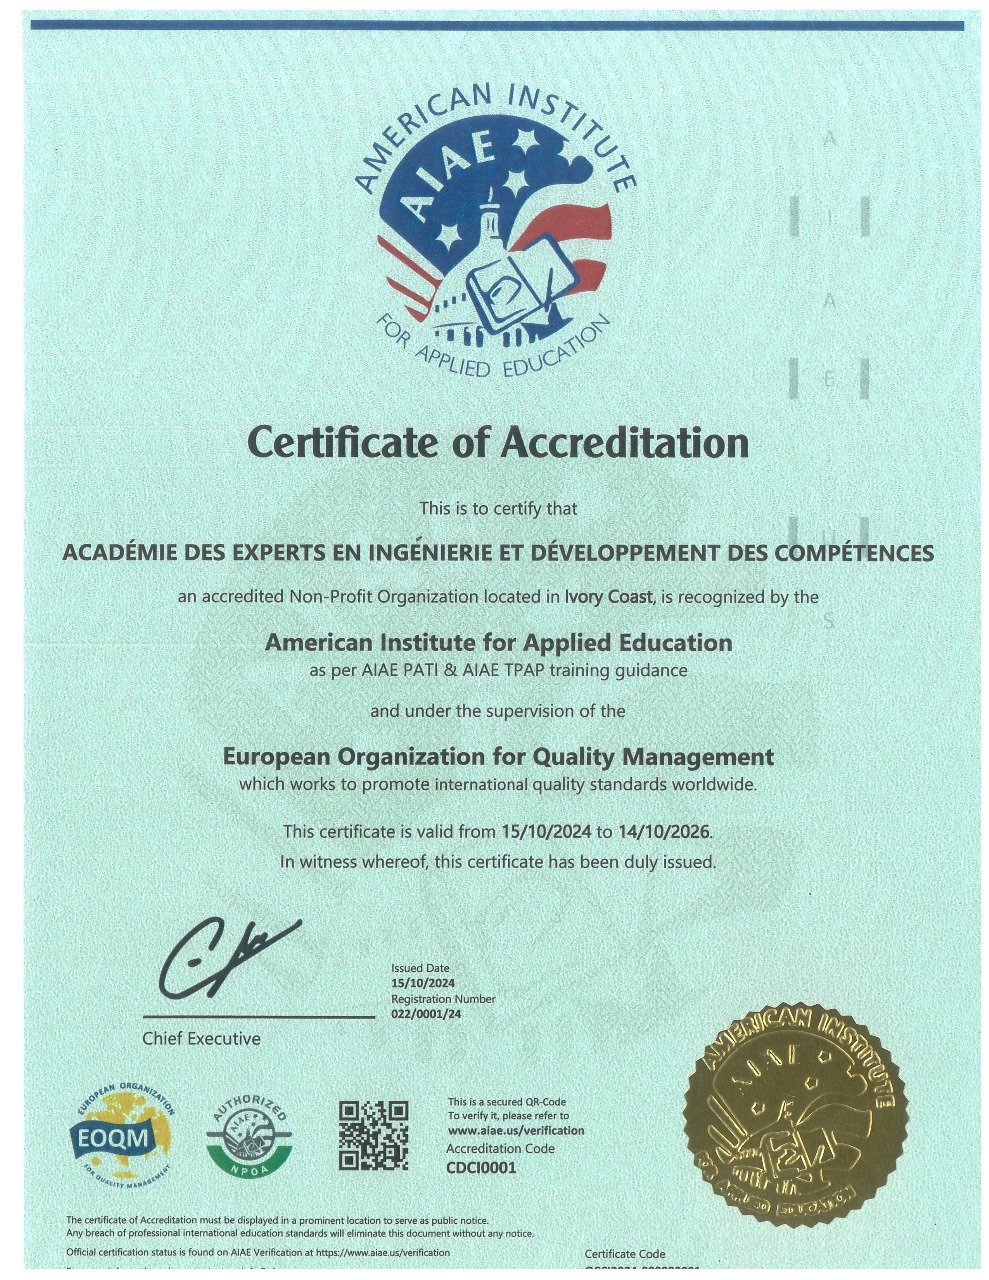 AMERICAN INSTITUTE
AIAE
FOR APPLIED EDUCATION
Certificate of Accreditation
This is to certify that
ACADÉMIE DES EXPERTS EN INGÉNIERIE ET DÉVELOPPEMENT DES COMPÉTENCES
an accredited Non-Profit Organization located in Ivory Coast, is recognized by the
American Institute for Applied Education
as per AIAE PATI & AIAE TPAP training guidance
and under the supervision of the
European Organization for Quality Management
which works to promote international quality standards worldwide.
This certificate is valid from 15/10/2024 to 14/10/2026.
In witness whereof, this certificate has been duly issued.
Issued Date
15/10/2024
Registration Number
022/0001/24
Chief Executive
EUROPEAN ORGANIZATION
EOQM
FOR QUALITY MANAGEMENT
AUTHORIZED
AIAE
NPOA
This is a secured QR-Code
To verify it, please refer to
www.aiae.us/verification
Accreditation Code
CDCI0001
AMERICAN INSTITUTE
AIAE
FOR APPLIED EDUCATION
The certificate of Accreditation must be displayed in a prominent location to serve as public notice.
Any breach of professional international education standards will eliminate this document without any notice.
Official certification status is found on AIAE Verification at https://www.aiae.us/verification
Certificate Code